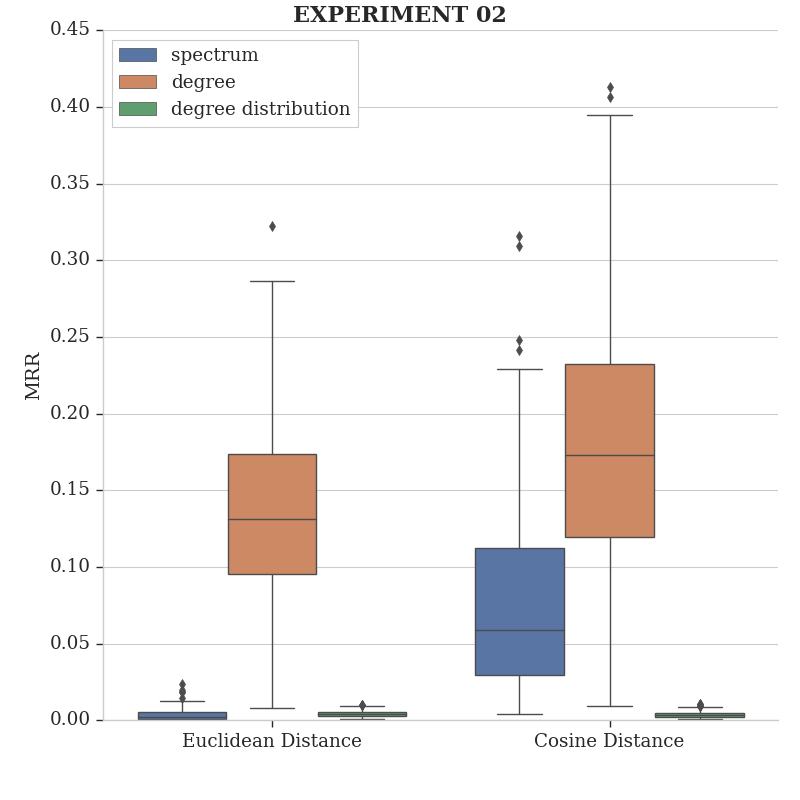 EXPERIMENT 02
spectrum
degree
degree distribution
0.45
0.40
0.35
0.30
0.25
0.20
0.15
0.10
0.05
0.00
MRR
Euclidean Distance
Cosine Distance